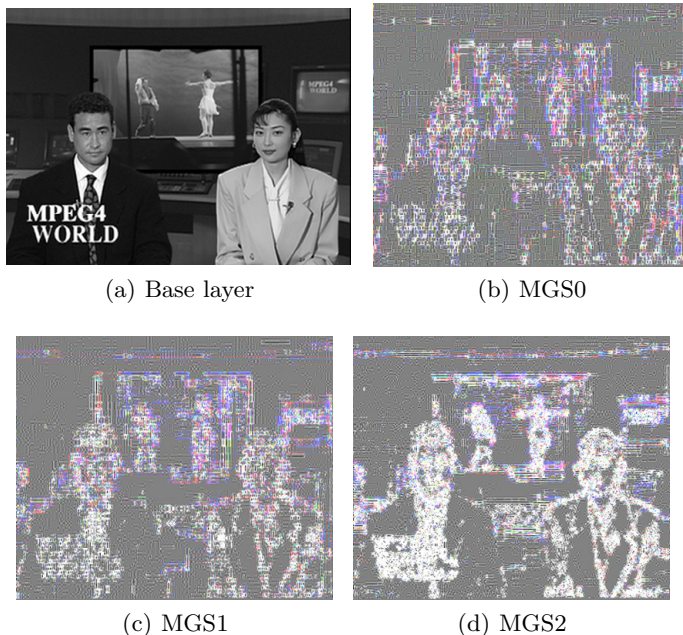 MPEG4
WORLD
MPEG4
WORLD
(a) Base layer
(b) MGS0
(c) MGS1
(d) MGS2